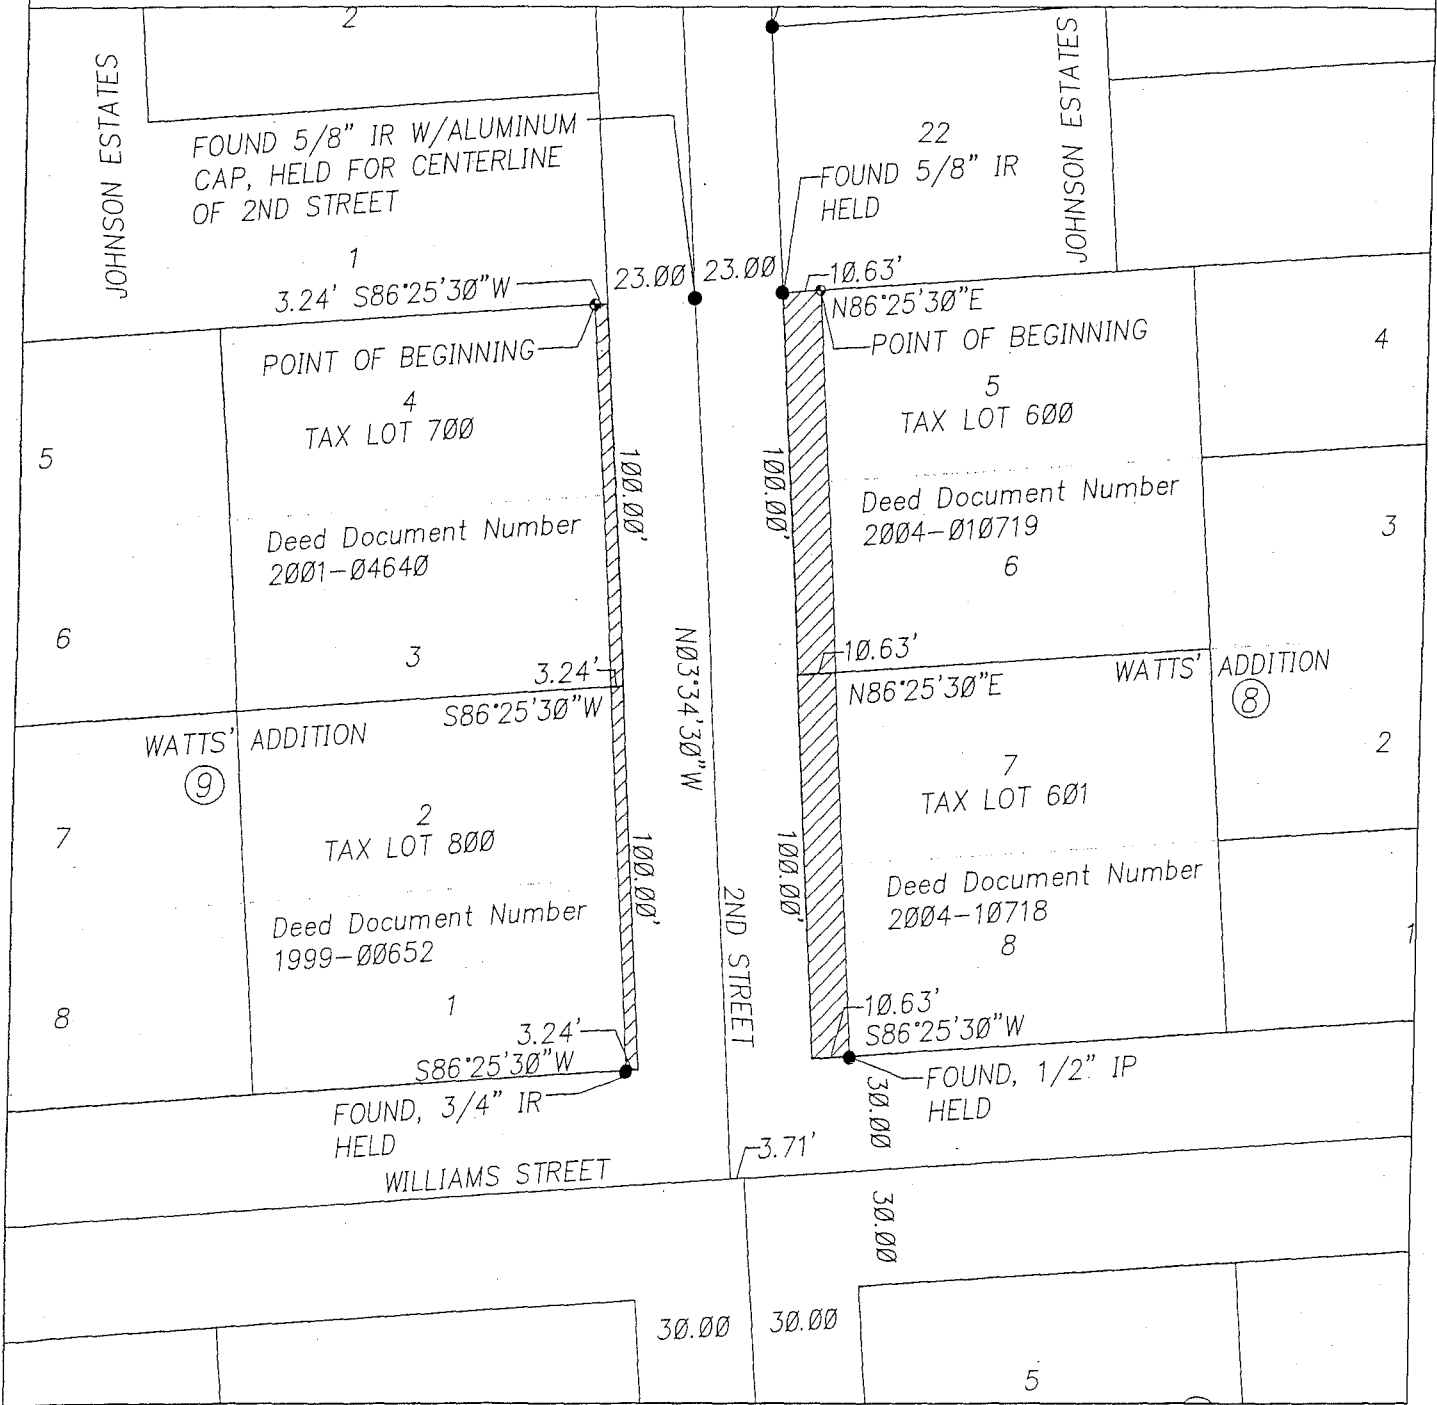 2
JOHNSON ESTATES
FOUND 5/8" IR W/ALUMINUM
CAP, HELD FOR CENTERLINE
OF 2ND STREET
1
3.24' S86°25'30"W
23.00
23.00
22
FOUND 5/8" IR
HELD
JOHNSON ESTATES
10.63'
N86°25'30"E
POINT OF BEGINNING
POINT OF BEGINNING
4
TAX LOT 700
5
TAX LOT 600
4
5
100.00'
100.00'
Deed Document Number
2001-04640
Deed Document Number
2004-010719
6
3
6
3
3.24'
S86°25'30"W
N03°34'30"W
10.63'
N86°25'30"E
WATTS' ADDITION
8
WATTS' ADDITION
9
2
TAX LOT 800
7
TAX LOT 601
2
7
100.00'
100.00'
2ND STREET
Deed Document Number
1999-00652
Deed Document Number
2004-10718
8
1
8
1
3.24'
S86°25'30"W
10.63'
S86°25'30"W
FOUND, 3/4" IR
HELD
FOUND, 1/2" IP
HELD
30.00
3.71'
WILLIAMS STREET
30.00
30.00
30.00
5